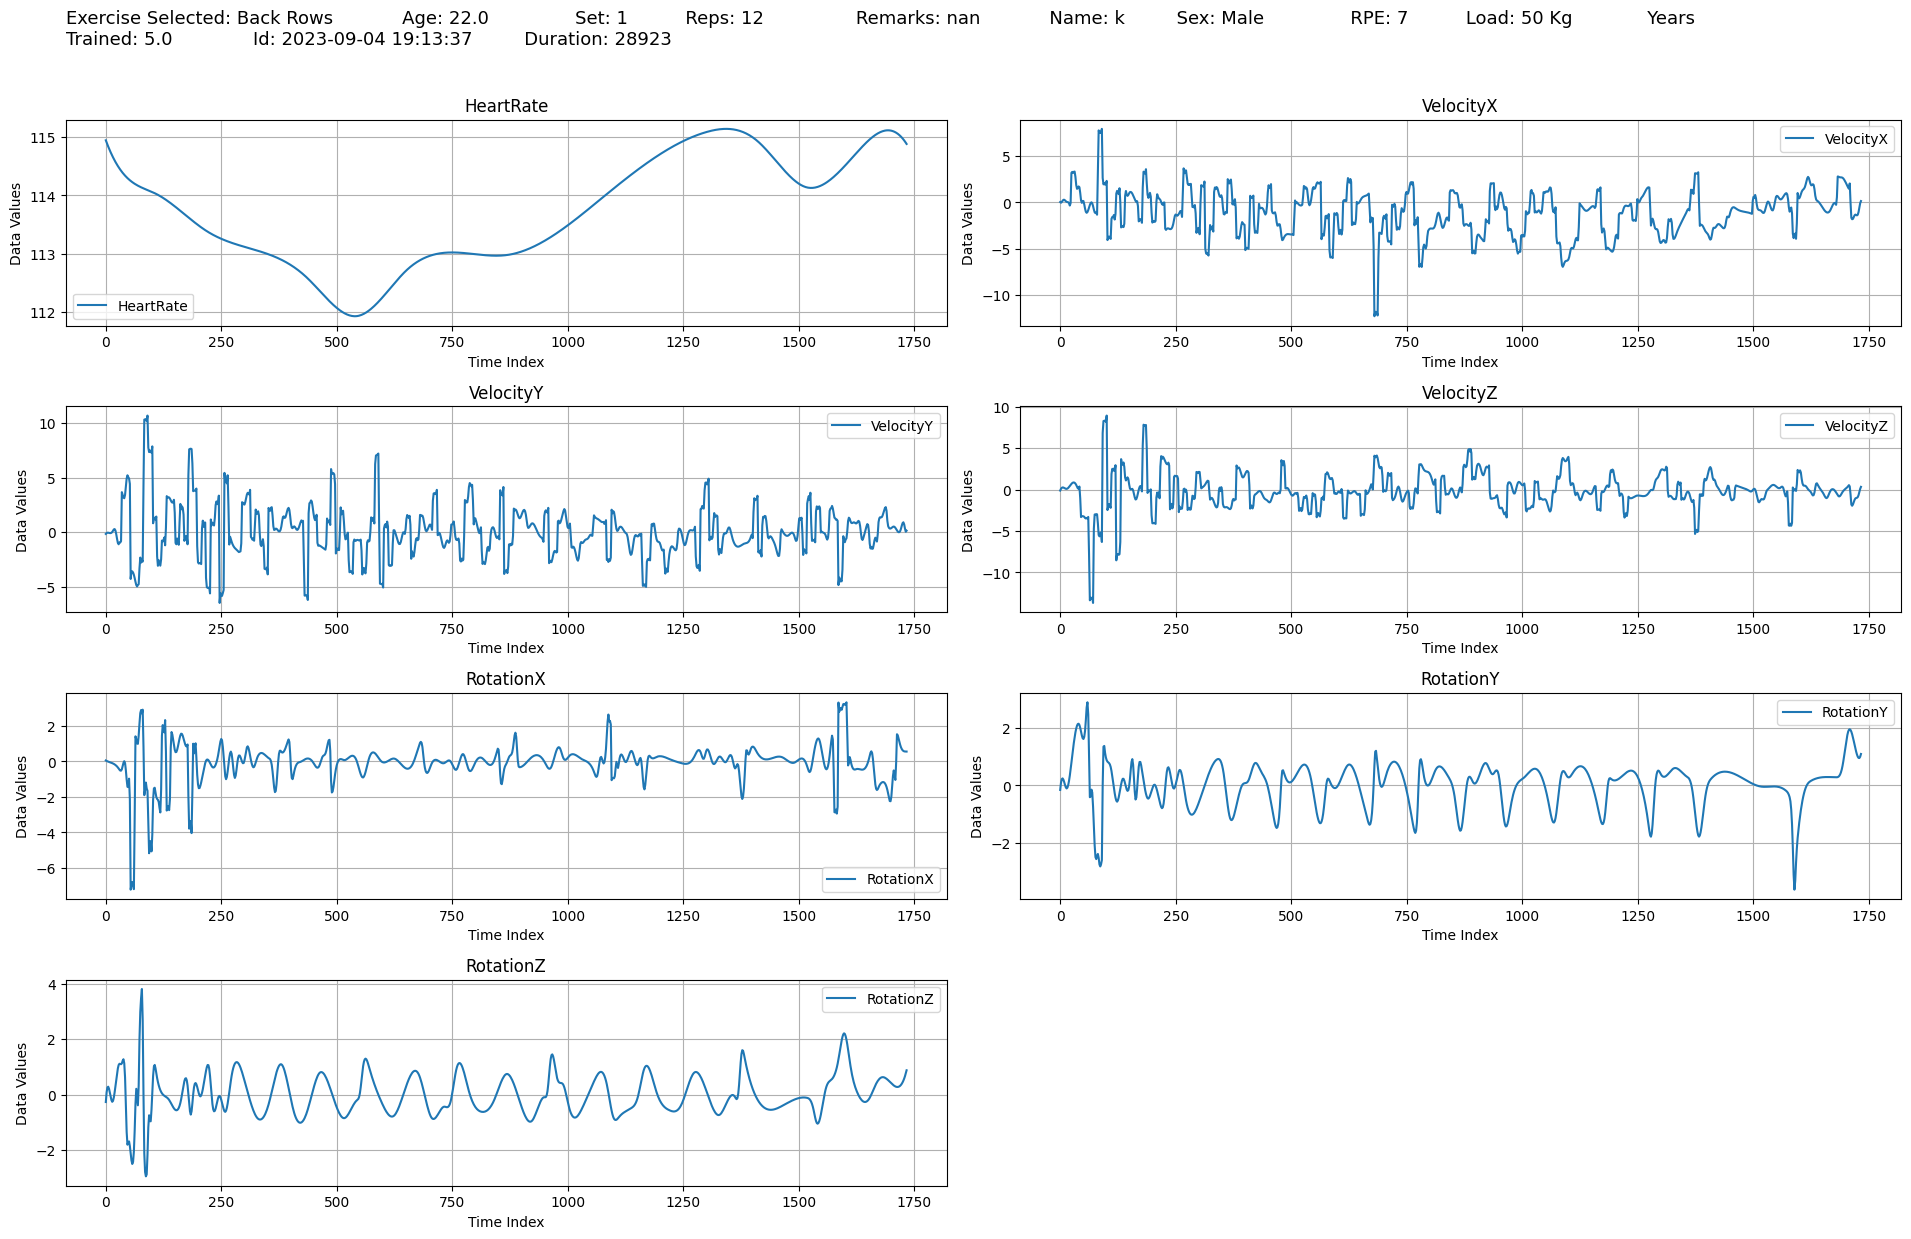 Exercise Selected: Back Rows Age: 22.0 Set: 1 Reps: 12 Remarks: nan Name: k Sex: Male RPE: 7 Load: 50 Kg Years
Trained: 5.0 Id: 2023-09-04 19:13:37 Duration: 28923
HeartRate
Data Values
115
114
113
112
HeartRate
0 250 500 750 1000 1250 1500 1750
Time Index
VelocityX
Data Values
5
0
−5
−10
VelocityX
0 250 500 750 1000 1250 1500 1750
Time Index
VelocityY
Data Values
10
5
0
−5
VelocityY
0 250 500 750 1000 1250 1500 1750
Time Index
VelocityZ
Data Values
10
5
0
−5
−10
VelocityZ
0 250 500 750 1000 1250 1500 1750
Time Index
RotationX
Data Values
2
0
−2
−4
−6
RotationX
0 250 500 750 1000 1250 1500 1750
Time Index
RotationY
Data Values
2
0
−2
RotationY
0 250 500 750 1000 1250 1500 1750
Time Index
RotationZ
Data Values
4
2
0
−2
RotationZ
0 250 500 750 1000 1250 1500 1750
Time Index